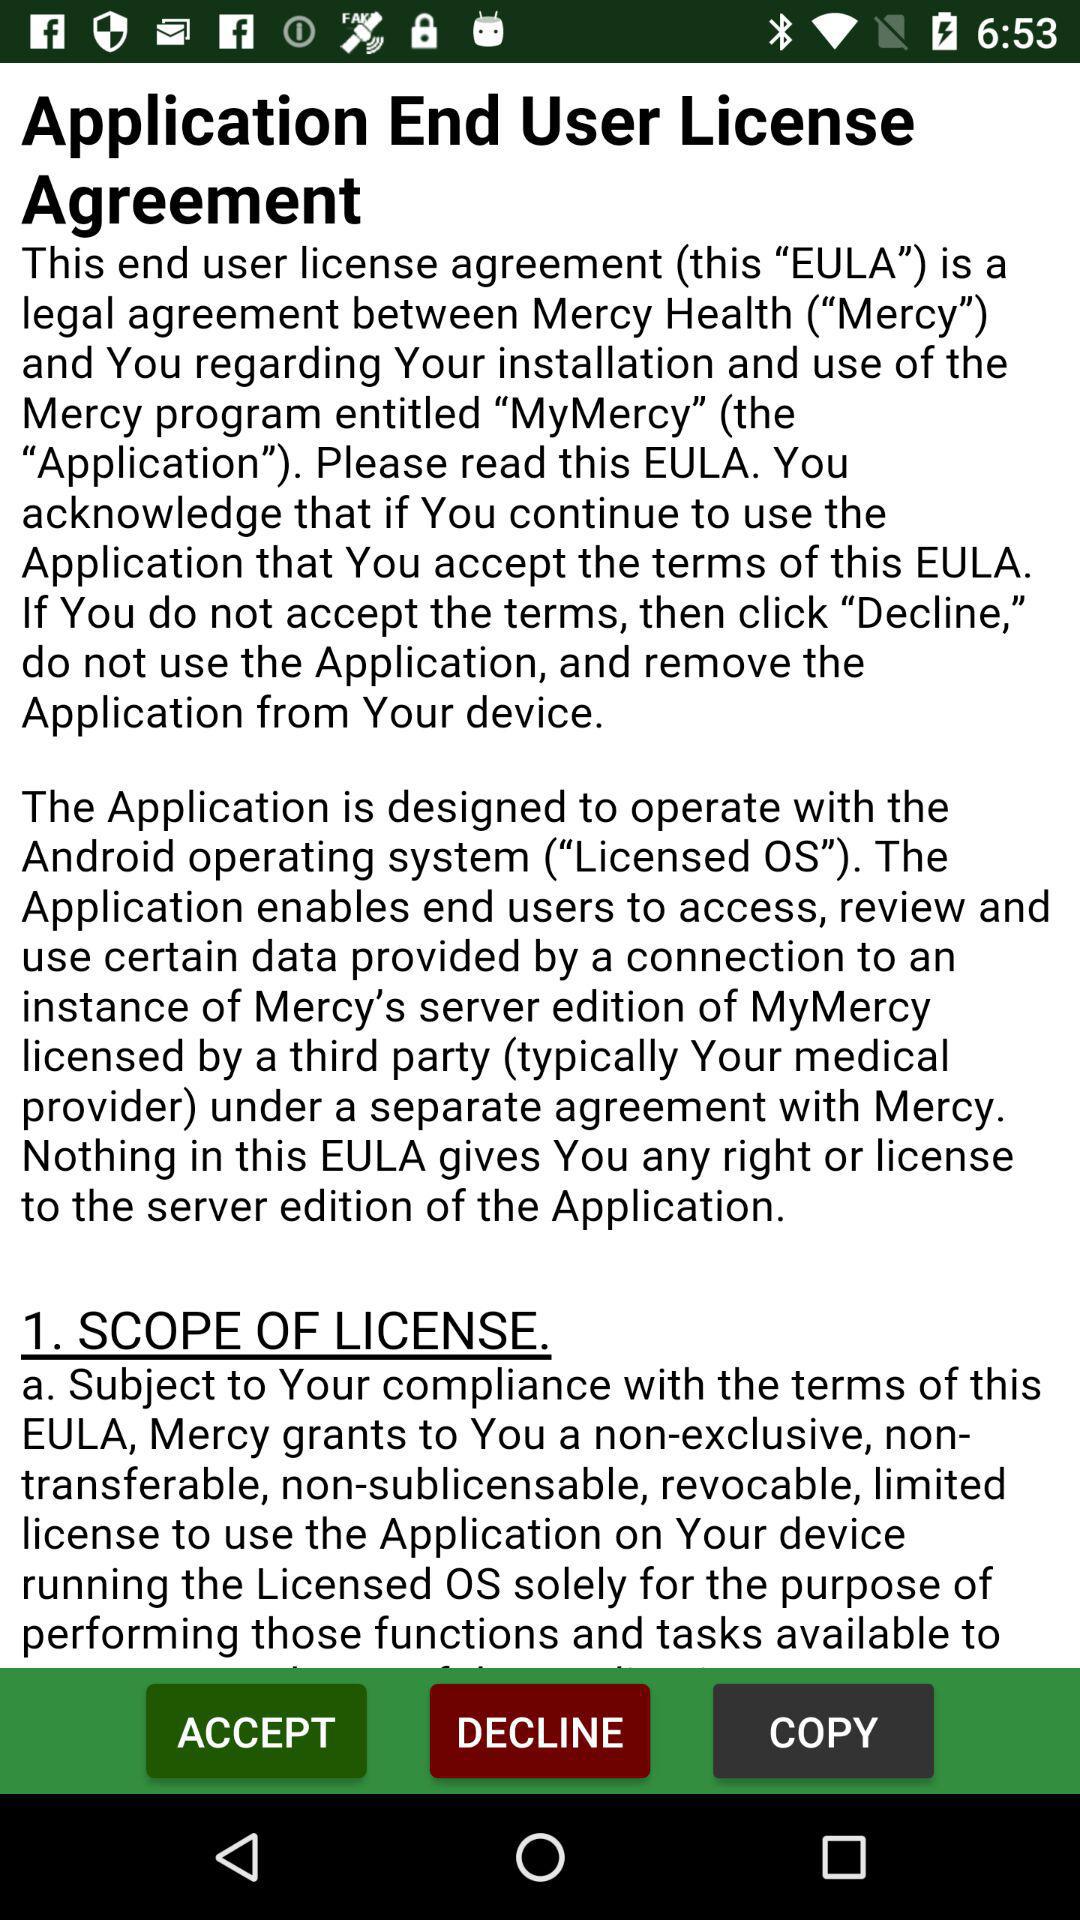 FAKE
6:53
Application End User License
Agreement
This end user license agreement (this “EULA”) is a
legal agreement between Mercy Health (“Mercy”)
and You regarding Your installation and use of the
Mercy program entitled “MyMercy” (the
“Application”). Please read this EULA. You
acknowledge that if You continue to use the
Application that You accept the terms of this EULA.
If You do not accept the terms, then click “Decline,”
do not use the Application, and remove the
Application from Your device.
The Application is designed to operate with the
Android operating system (“Licensed OS”). The
Application enables end users to access, review and
use certain data provided by a connection to an
instance of Mercy’s server edition of MyMercy
licensed by a third party (typically Your medical
provider) under a separate agreement with Mercy.
Nothing in this EULA gives You any right or license
to the server edition of the Application.
1. SCOPE OF LICENSE.
a. Subject to Your compliance with the terms of this
EULA, Mercy grants to You a non-exclusive, non-
transferable, non-sublicensable, revocable, limited
license to use the Application on Your device
running the Licensed OS solely for the purpose of
performing those functions and tasks available to
ACCEPT
DECLINE
COPY